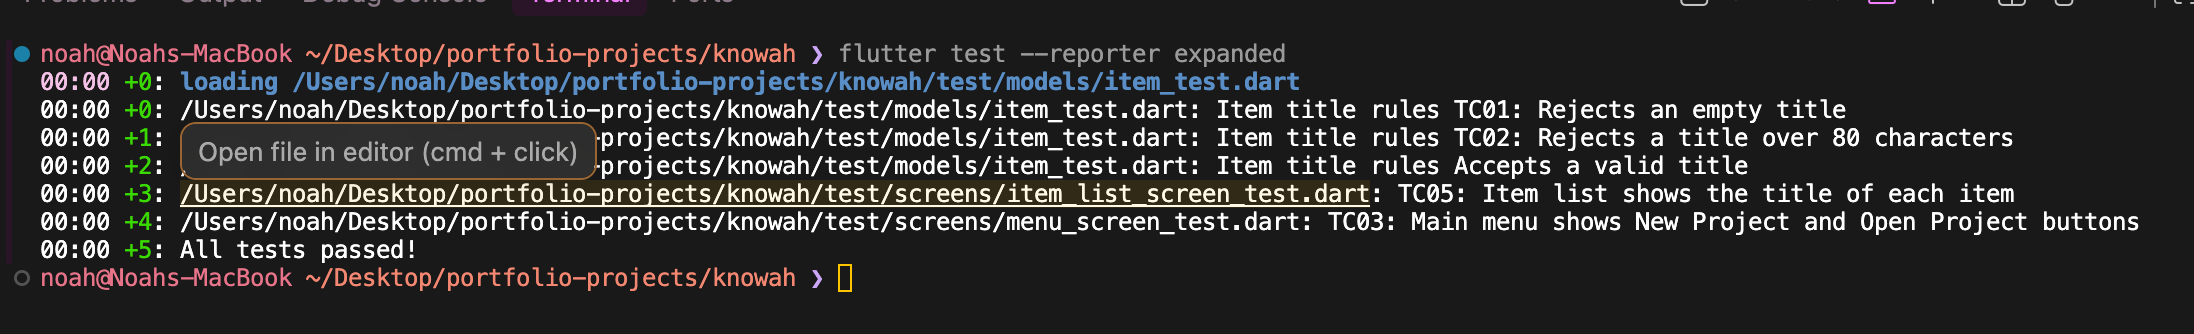 Problems Output Debug Console Terminal Ports
noah@Noahs-MacBook ~/Desktop/portfolio-projects/knowah ❯ flutter test --reporter expanded
00:00 +0: loading /Users/noah/Desktop/portfolio-projects/knowah/test/models/item_test.dart
00:00 +0: /Users/noah/Desktop/portfolio-projects/knowah/test/models/item_test.dart: Item title rules TC01: Rejects an empty title
00:00 +1: projects/knowah/test/models/item_test.dart: Item title rules TC02: Rejects a title over 80 characters
Open file in editor (cmd + click)
00:00 +2: projects/knowah/test/models/item_test.dart: Item title rules Accepts a valid title
00:00 +3: /Users/noah/Desktop/portfolio-projects/knowah/test/screens/item_list_screen_test.dart: TC05: Item list shows the title of each item
00:00 +4: /Users/noah/Desktop/portfolio-projects/knowah/test/screens/menu_screen_test.dart: TC03: Main menu shows New Project and Open Project buttons
00:00 +5: All tests passed!
noah@Noahs-MacBook ~/Desktop/portfolio-projects/knowah ❯